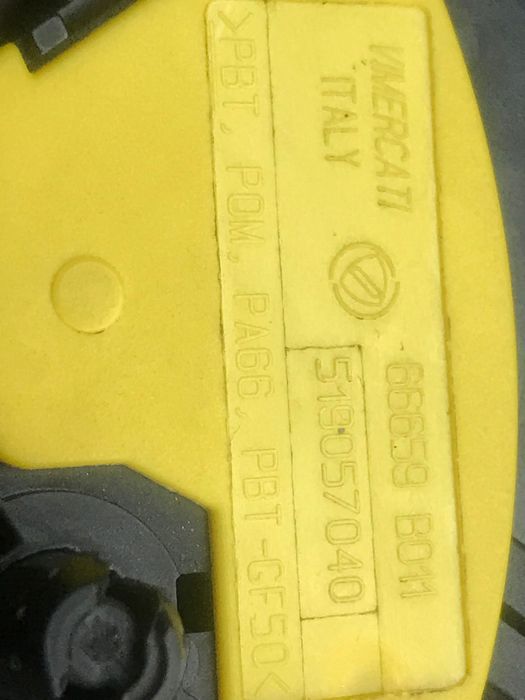 VIMERCATI
ITALY
66659 B011
519057040
>PBT, POM, PA66, PBT-GF50<